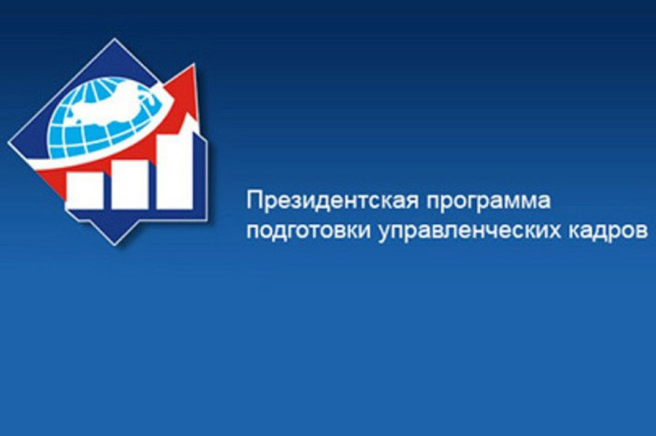 Президентская программа
подготовки управленческих кадров